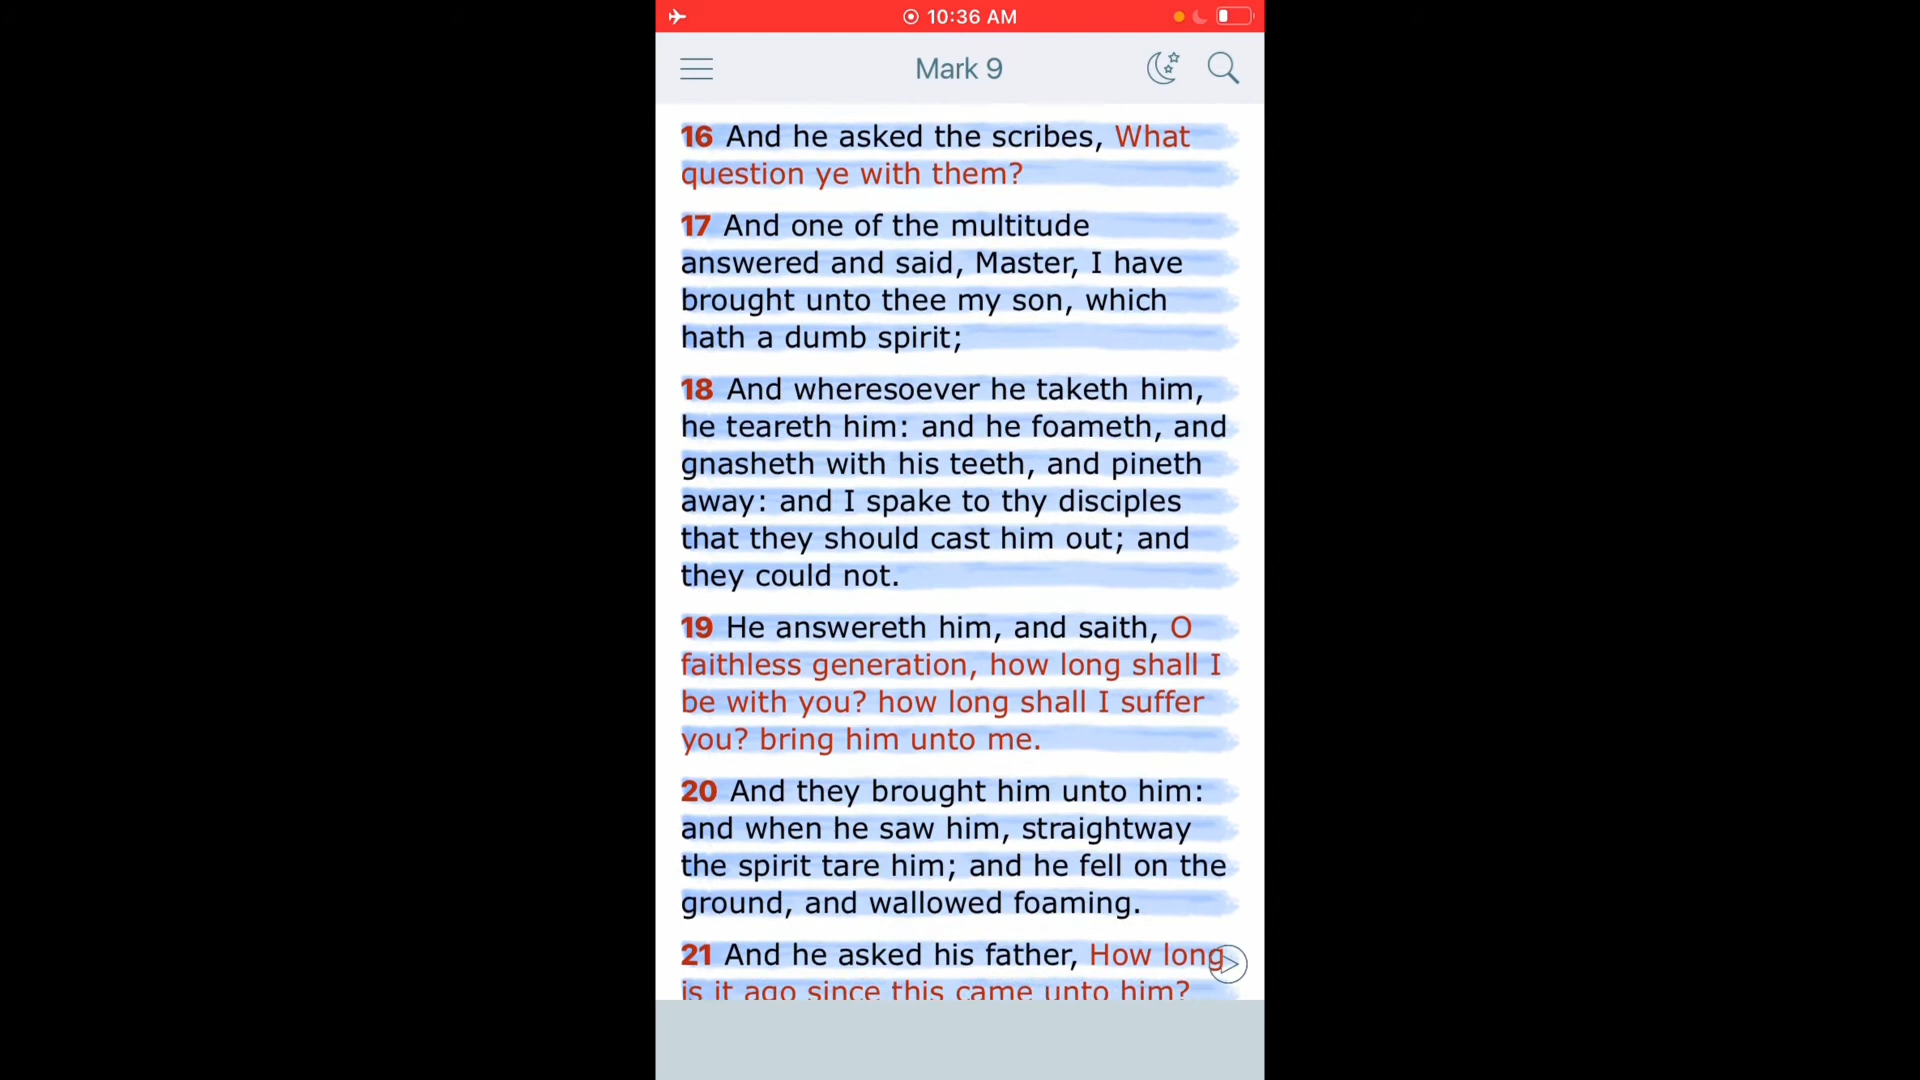 10:36 AM
Mark 9
16 And he asked the scribes, What
question ye with them?
17 And one of the multitude
answered and said, Master, I have
brought unto thee my son, which
hath a dumb spirit;
18 And wheresoever he taketh him,
he teareth him: and he foameth, and
gnasheth with his teeth, and pineth
away: and I spake to thy disciples
that they should cast him out; and
they could not.
19 He answereth him, and saith, O
faithless generation, how long shall I
be with you? how long shall I suffer
you? bring him unto me.
20 And they brought him unto him:
and when he saw him, straightway
the spirit tare him; and he fell on the
ground, and wallowed foaming.
21 And he asked his father, How long
is it ago since this came unto him?